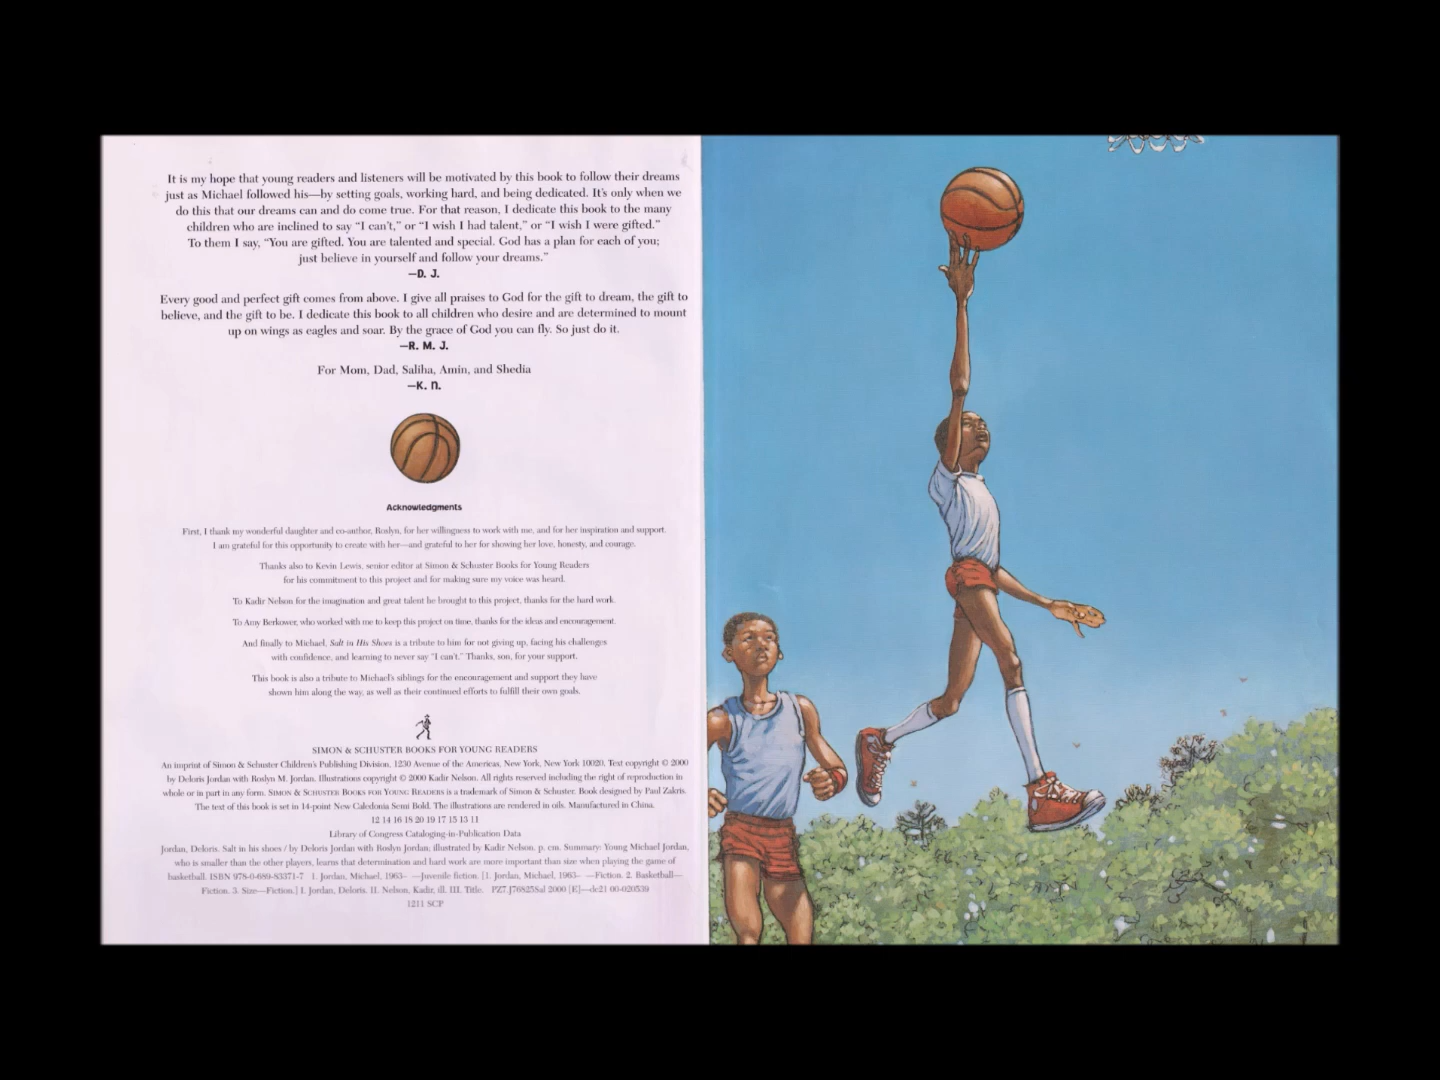 It is my hope that young readers and listeners will be motivated by this book to follow their dreams
just as Michael followed his—by setting goals, working hard, and being dedicated. It's only when we
do this that our dreams can and do come true. For that reason, I dedicate this book to the many
children who are inclined to say "I can't," or "I wish I had talent," or "I wish I were gifted."
To them I say, "You are gifted. You are talented and special. God has a plan for each of you;
just believe in yourself and follow your dreams."
—D. J.
Every good and perfect gift comes from above. I give all praises to God for the gift to dream, the gift to
believe, and the gift to be. I dedicate this book to all children who desire and are determined to mount
up on wings as eagles and soar. By the grace of God you can fly. So just do it.
—R. M. J.
For Mom, Dad, Saliha, Amin, and Shedia
—K. N.
Acknowledgments
First, I thank my wonderful daughter and co-author, Roslyn, for her willingness to work with me, and for her inspiration and support.
I am grateful for this opportunity to create with her—and grateful to her for showing her love, honesty, and courage.
Thanks also to Kevin Lewis, senior editor at Simon & Schuster Books for Young Readers
for his commitment to this project and for making sure my voice was heard.
To Kadir Nelson for the imagination and great talent he brought to this project, thanks for the hard work.
To Amy Berkower, who worked with me to keep this project on time, thanks for the ideas and encouragement.
And finally to Michael, Salt in His Shoes is a tribute to him for not giving up, facing his challenges
with confidence, and learning to never say "I can't." Thanks, son, for your support.
This book is also a tribute to Michael's siblings for the encouragement and support they have
shown him along the way, as well as their continued efforts to fulfill their own goals.
SIMON & SCHUSTER BOOKS FOR YOUNG READERS
An imprint of Simon & Schuster Children's Publishing Division, 1230 Avenue of the Americas, New York, New York 10020. Text copyright © 2000
by Deloris Jordan with Roslyn M. Jordan. Illustrations copyright © 2000 Kadir Nelson. All rights reserved including the right of reproduction in
whole or in part in any form. SIMON & SCHUSTER BOOKS FOR YOUNG READERS is a trademark of Simon & Schuster. Book designed by Paul Zakris.
The text of this book is set in 14-point New Caledonia Semi Bold. The illustrations are rendered in oils. Manufactured in China.
12 14 16 18 20 19 17 15 13 11
Library of Congress Cataloging-in-Publication Data
Jordan, Deloris. Salt in his shoes / by Deloris Jordan with Roslyn Jordan; illustrated by Kadir Nelson. p. cm. Summary: Young Michael Jordan,
who is smaller than the other players, learns that determination and hard work are more important than size when playing the game of
basketball. ISBN 978-0-689-83371-7 1. Jordan, Michael, 1963– —Juvenile fiction. [1. Jordan, Michael, 1963– —Fiction. 2. Basketball—
Fiction. 3. Size—Fiction.] I. Jordan, Deloris. II. Nelson, Kadir, ill. III. Title. PZ7.J76825Sal 2000 [E]—dc21 00-020539
1211 SCP